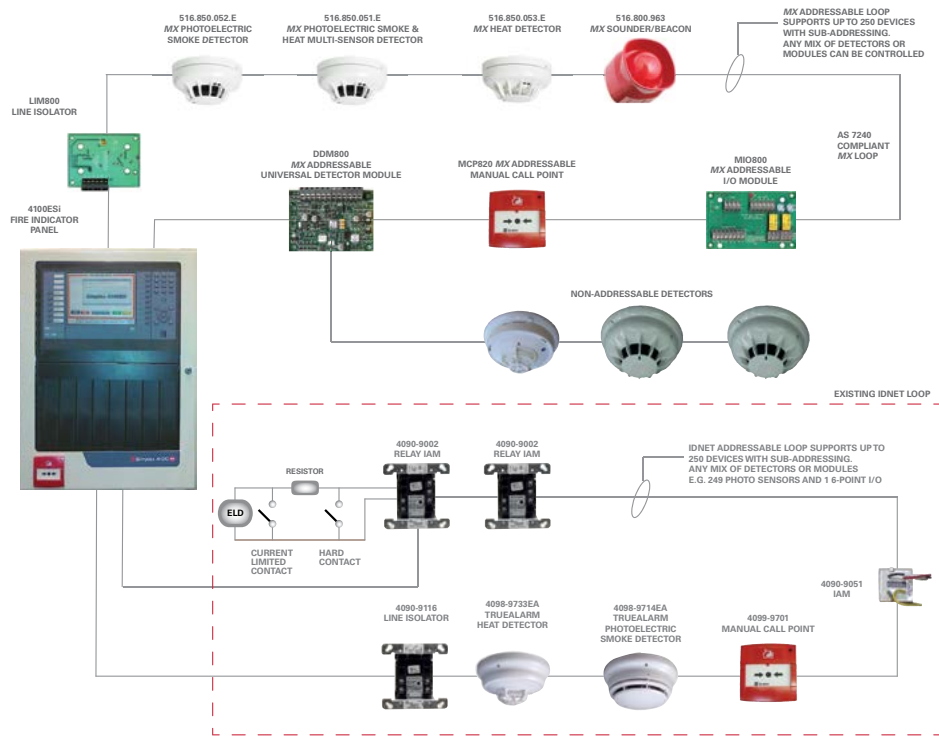 516.850.052.E
MX PHOTOELECTRIC
SMOKE DETECTOR
516.850.051.E
MX PHOTOELECTRIC SMOKE &
HEAT MULTI-SENSOR DETECTOR
516.850.053.E
MX HEAT DETECTOR
516.800.963
MX SOUNDER/BEACON
MX ADDRESSABLE LOOP
SUPPORTS UP TO 250 DEVICES
WITH SUB-ADDRESSING.
ANY MIX OF DETECTORS OR
MODULES CAN BE CONTROLLED
LIM800
LINE ISOLATOR
DDM800
MX ADDRESSABLE
UNIVERSAL DETECTOR MODULE
MCP820 MX ADDRESSABLE
MANUAL CALL POINT
MIO800
MX ADDRESSABLE
I/O MODULE
AS 7240
COMPLIANT
MX LOOP
4100ESi
FIRE INDICATOR
PANEL
NON-ADDRESSABLE DETECTORS
EXISTING IDNET LOOP
4090-9002
RELAY IAM
4090-9002
RELAY IAM
IDNET ADDRESSABLE LOOP SUPPORTS UP TO
250 DEVICES WITH SUB-ADDRESSING.
ANY MIX OF DETECTORS OR MODULES
E.G. 249 PHOTO SENSORS AND 1 6-POINT I/O
RESISTOR
ELD
CURRENT
LIMITED
CONTACT
HARD
CONTACT
4090-9051
IAM
4090-9116
LINE ISOLATOR
4098-9733EA
TRUEALARM
HEAT DETECTOR
4098-9714EA
TRUEALARM
PHOTOELECTRIC
SMOKE DETECTOR
4099-9701
MANUAL CALL POINT